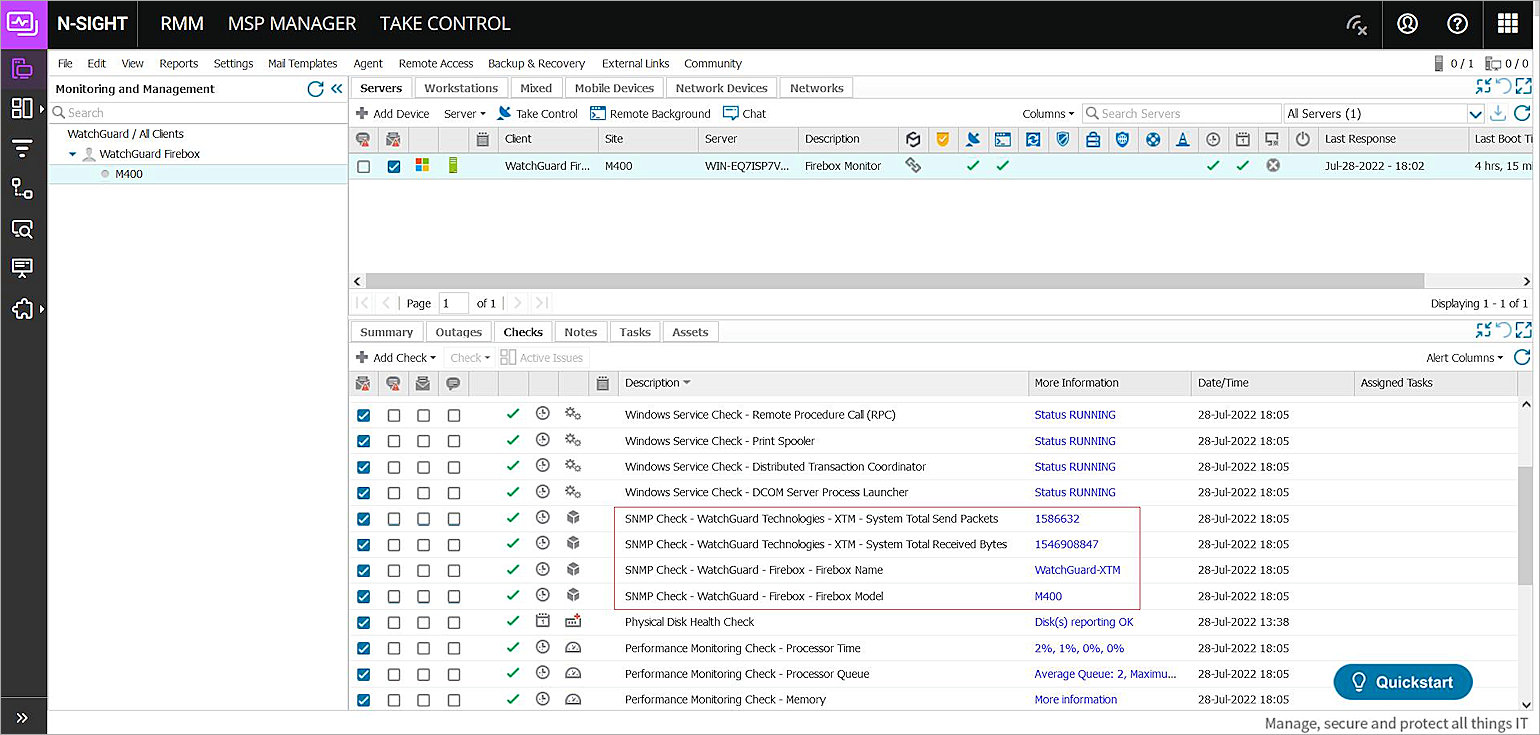 N-SIGHT RMM MSP MANAGER TAKE CONTROL
File Edit View Reports Settings Mail Templates Agent Remote Access Backup & Recovery External Links Community 0 / 1 0 / 0
Monitoring and Management
Search
WatchGuard / All Clients
WatchGuard Firebox
M400
Servers Workstations Mixed Mobile Devices Network Devices Networks
Add Device Server Take Control Remote Background Chat Columns Search Servers All Servers (1)
Client Site Server Description Last Response Last Boot Ti
WatchGuard Fir... M400 WIN-EQ7ISP7V... Firebox Monitor Jul-28-2022 - 18:02 4 hrs, 15 m
Page 1 of 1 Displaying 1 - 1 of 1
Summary Outages Checks Notes Tasks Assets
Add Check Check Active Issues Alert Columns
Description More Information Date/Time Assigned Tasks
Windows Service Check - Remote Procedure Call (RPC) Status RUNNING 28-Jul-2022 18:05
Windows Service Check - Print Spooler Status RUNNING 28-Jul-2022 18:05
Windows Service Check - Distributed Transaction Coordinator Status RUNNING 28-Jul-2022 18:05
Windows Service Check - DCOM Server Process Launcher Status RUNNING 28-Jul-2022 18:05
SNMP Check - WatchGuard Technologies - XTM - System Total Send Packets 1586632 28-Jul-2022 18:05
SNMP Check - WatchGuard Technologies - XTM - System Total Received Bytes 1546908847 28-Jul-2022 18:05
SNMP Check - WatchGuard - Firebox - Firebox Name WatchGuard-XTM 28-Jul-2022 18:05
SNMP Check - WatchGuard - Firebox - Firebox Model M400 28-Jul-2022 18:05
Physical Disk Health Check Disk(s) reporting OK 28-Jul-2022 13:38
Performance Monitoring Check - Processor Time 2%, 1%, 0%, 0% 28-Jul-2022 18:05
Performance Monitoring Check - Processor Queue Average Queue: 2, Maximu... 28-Jul-2022 18:05
Performance Monitoring Check - Memory More information 28-Jul-2022 18:05
Quickstart
Manage, secure and protect all things IT